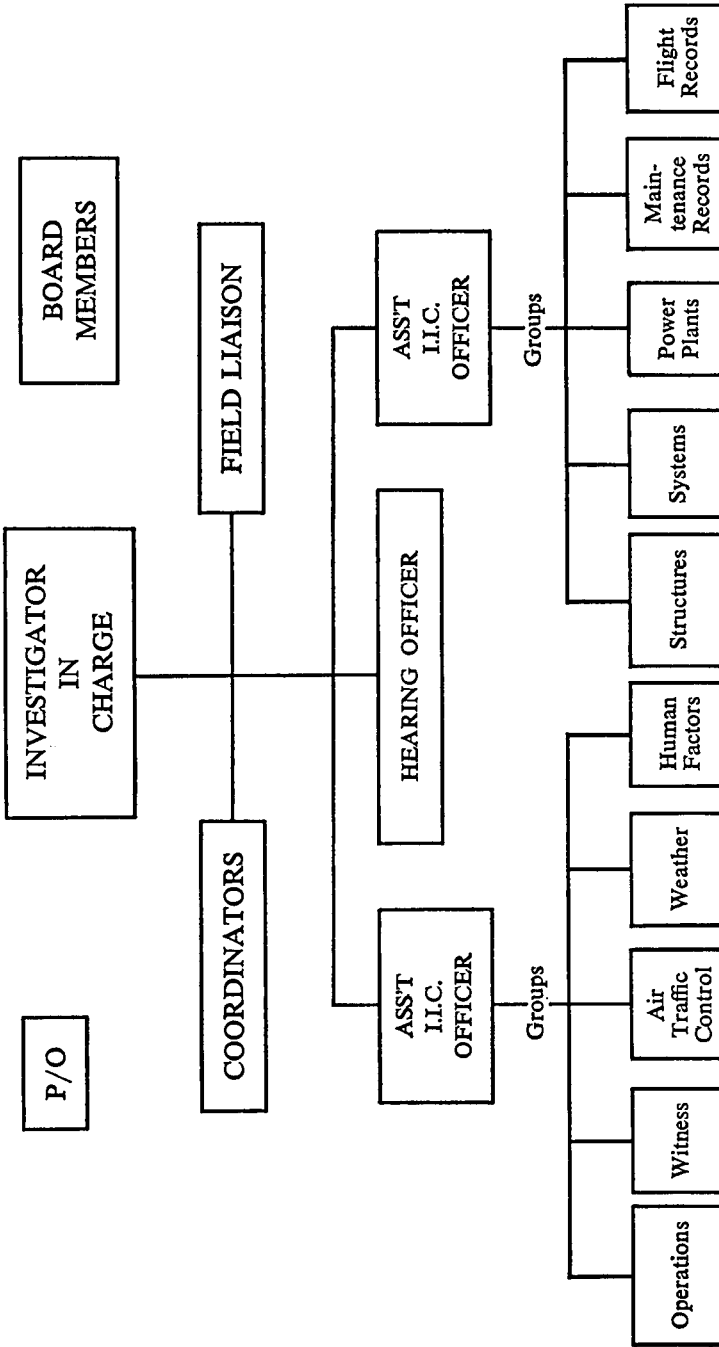 P/O
INVESTIGATOR
IN
CHARGE
BOARD
MEMBERS
COORDINATORS
FIELD LIAISON
ASS'T
I.I.C.
OFFICER
HEARING OFFICER
ASS'T
I.I.C.
OFFICER
Groups
Groups
Operations
Witness
Air
Traffic
Control
Weather
Human
Factors
Structures
Systems
Power
Plants
Main-
tenance
Records
Flight
Records